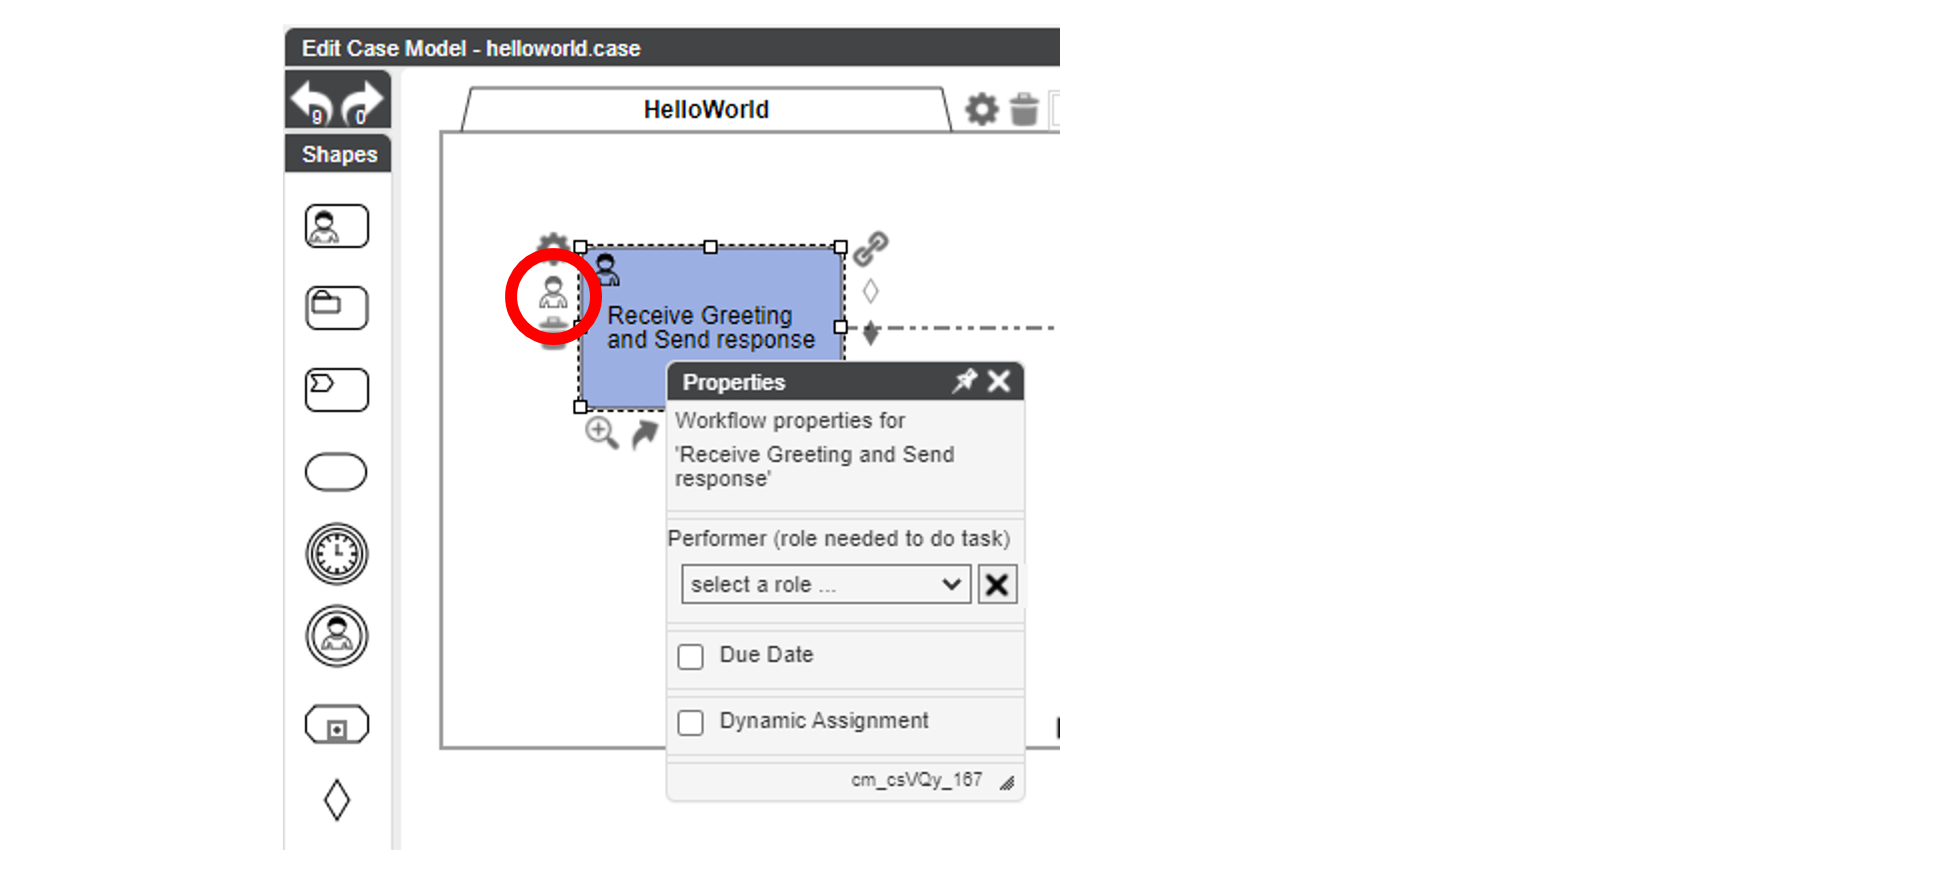 Edit Case Model - helloworld.case
9 0
HelloWorld
Shapes
Receive Greeting
and Send response
Properties
Workflow properties for
'Receive Greeting and Send
response'
Performer (role needed to do task)
select a role ...
Due Date
Dynamic Assignment
cm_csVQy_167